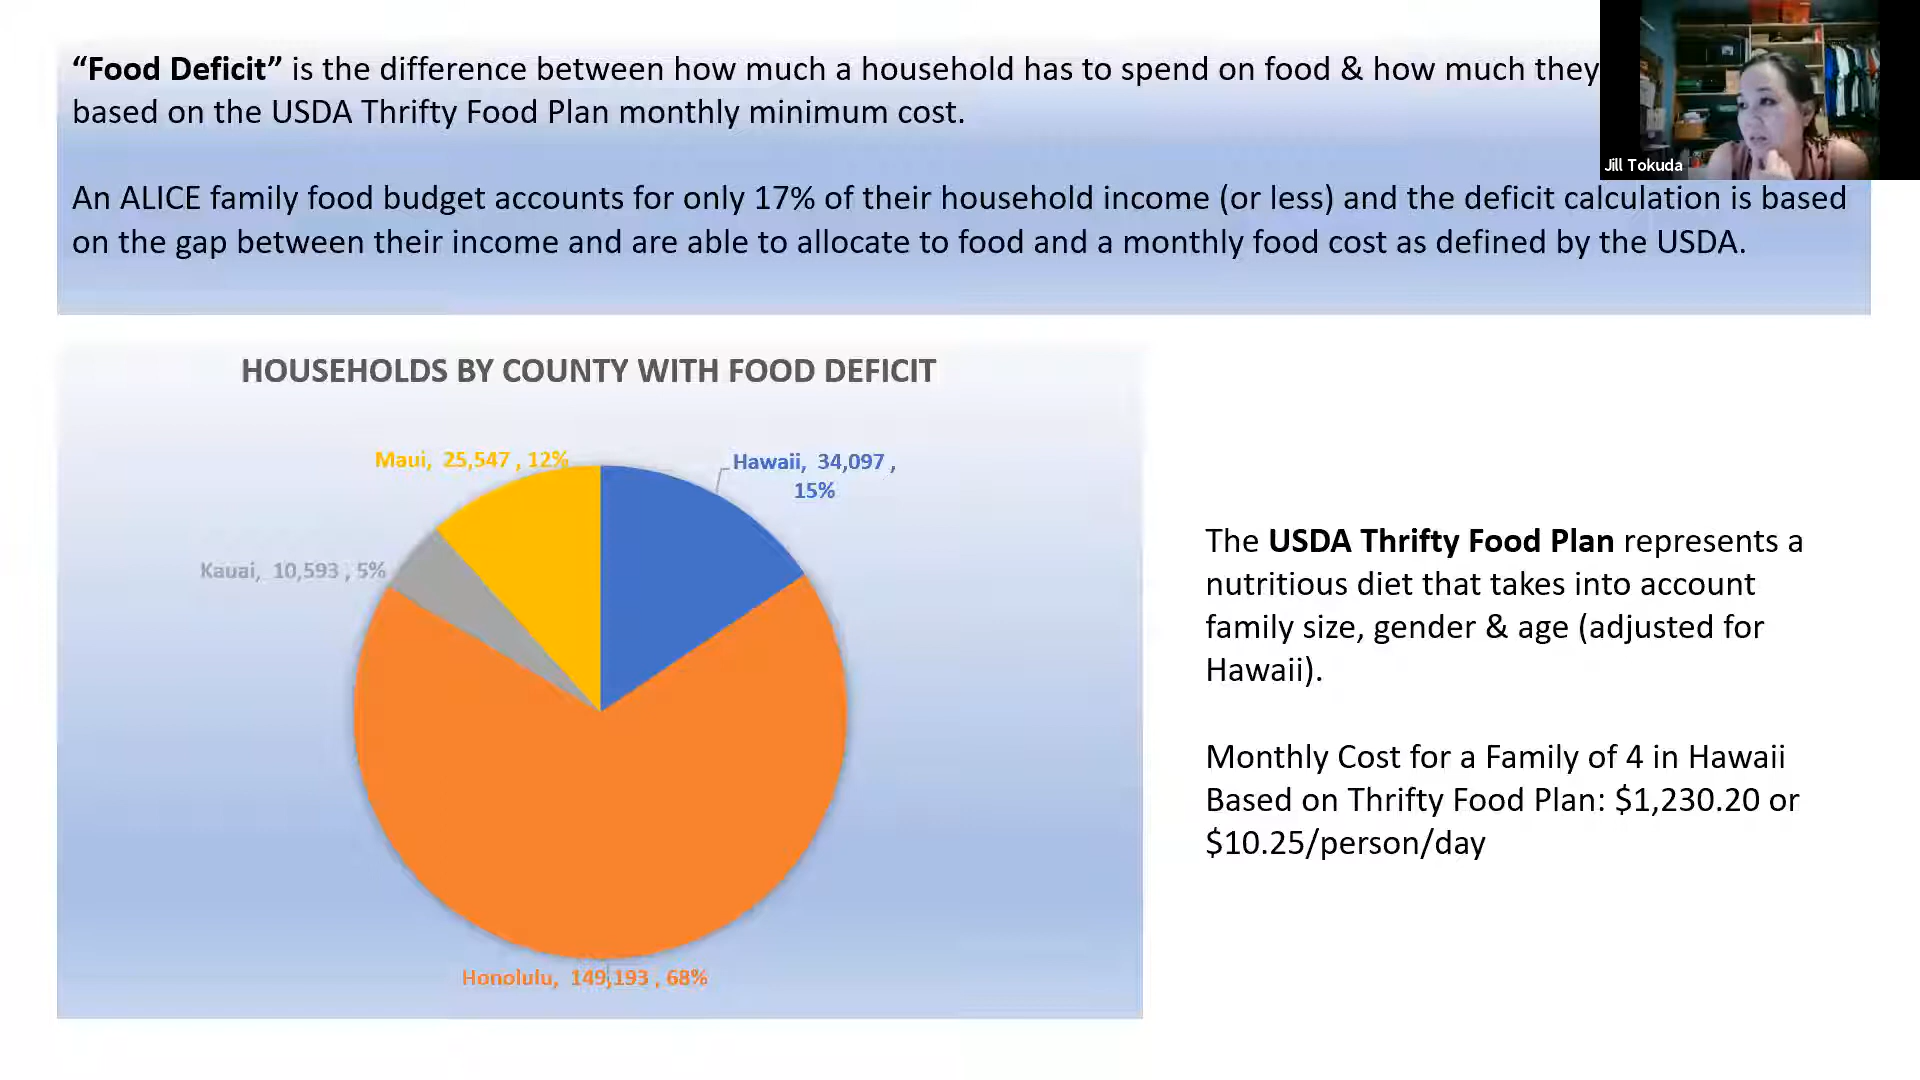 “Food Deficit” is the difference between how much a household has to spend on food & how much they
based on the USDA Thrifty Food Plan monthly minimum cost.
Jill Tokuda
An ALICE family food budget accounts for only 17% of their household income (or less) and the deficit calculation is based
on the gap between their income and are able to allocate to food and a monthly food cost as defined by the USDA.
HOUSEHOLDS BY COUNTY WITH FOOD DEFICIT
Maui, 25,547 , 12%
Hawaii, 34,097 ,
15%
Kauai, 10,593 , 5%
Honolulu, 149,193 , 68%
The USDA Thrifty Food Plan represents a
nutritious diet that takes into account
family size, gender & age (adjusted for
Hawaii).
Monthly Cost for a Family of 4 in Hawaii
Based on Thrifty Food Plan: $1,230.20 or
$10.25/person/day